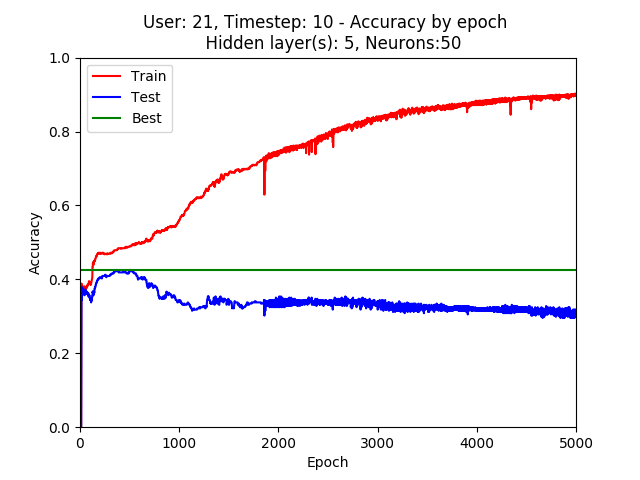 User: 21, Timestep: 10 - Accuracy by epoch
Hidden layer(s): 5, Neurons:50
Train
Test
Best
1.0
0.8
0.6
0.4
0.2
0.0
Accuracy
0 1000 2000 3000 4000 5000
Epoch